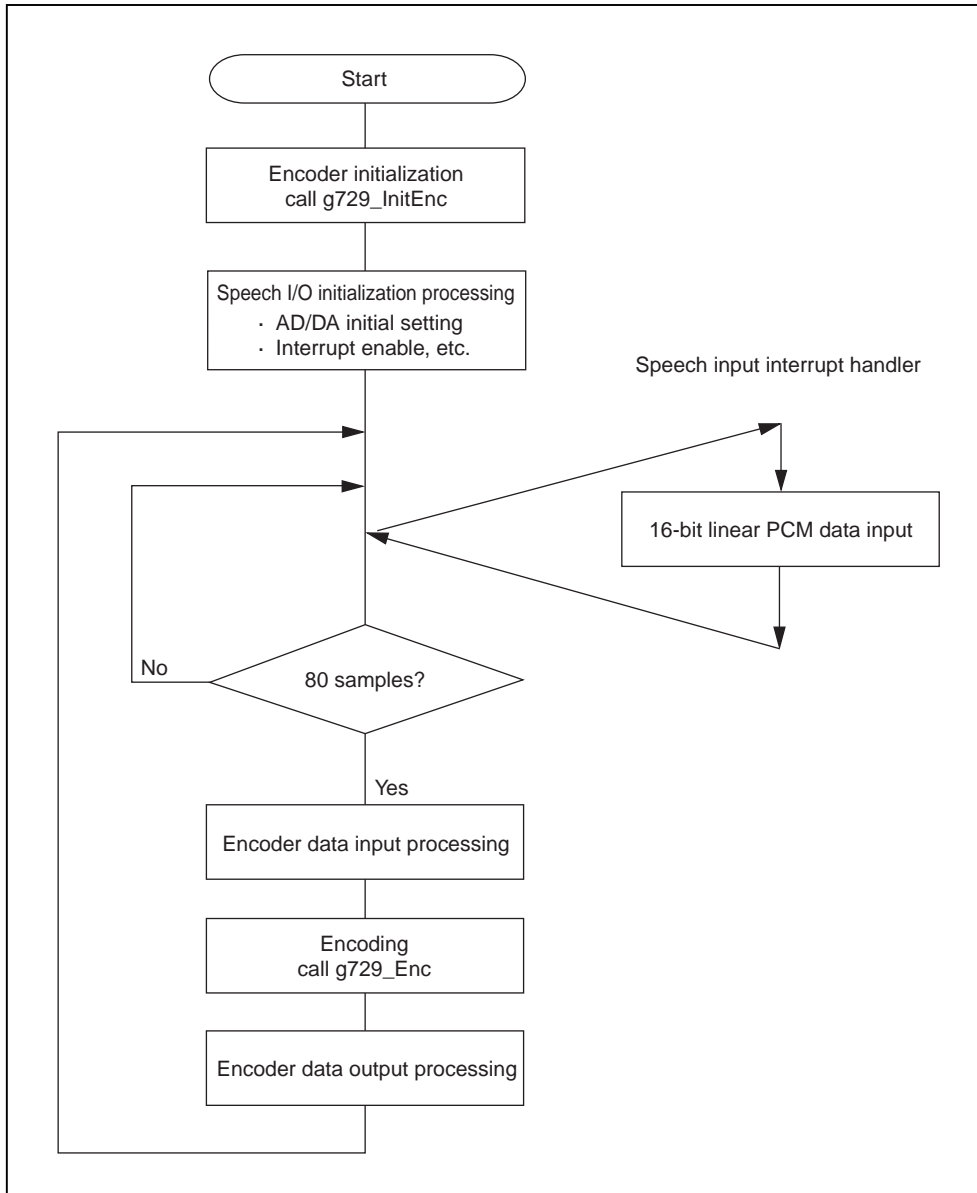 Start
Encoder initialization
call g729_InitEnc
Speech I/O initialization processing
· AD/DA initial setting
· Interrupt enable, etc.
Speech input interrupt handler
16-bit linear PCM data input
No
80 samples?
Yes
Encoder data input processing
Encoding
call g729_Enc
Encoder data output processing